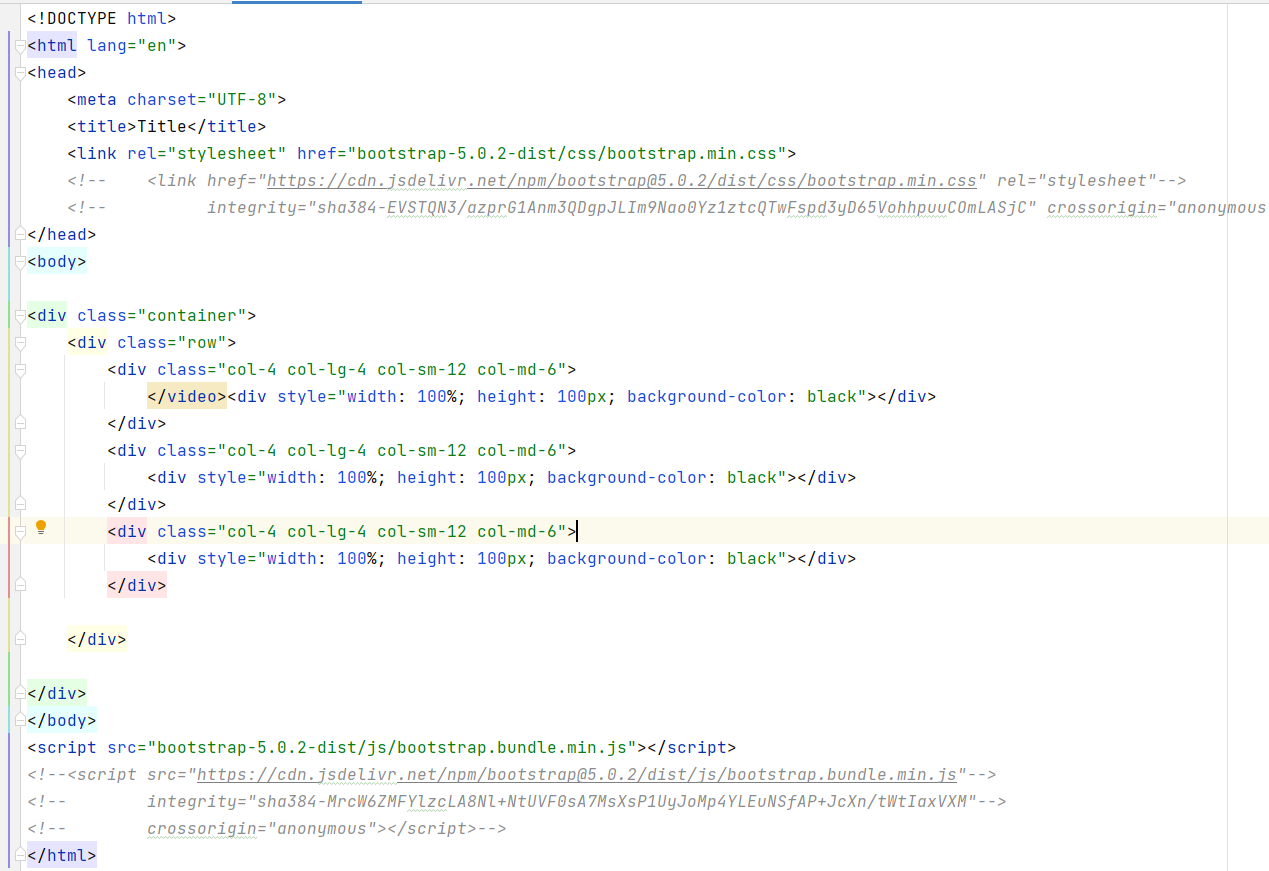 <!DOCTYPE html>
<html lang="en">
<head>
    <meta charset="UTF-8">
    <title>Title</title>
    <link rel="stylesheet" href="bootstrap-5.0.2-dist/css/bootstrap.min.css">
    <!--    <link href="https://cdn.jsdelivr.net/npm/bootstrap@5.0.2/dist/css/bootstrap.min.css" rel="stylesheet"-->
    <!--          integrity="sha384-EVSTQN3/azprG1Anm3QDgpJLIm9Nao0Yz1ztcQTwFspd3yD65VohhpuuCOmLASjC" crossorigin="anonymous
</head>
<body>

<div class="container">
    <div class="row">
        <div class="col-4 col-lg-4 col-sm-12 col-md-6">
            </video><div style="width: 100%; height: 100px; background-color: black"></div>
        </div>
        <div class="col-4 col-lg-4 col-sm-12 col-md-6">
            <div style="width: 100%; height: 100px; background-color: black"></div>
        </div>
        <div class="col-4 col-lg-4 col-sm-12 col-md-6">
            <div style="width: 100%; height: 100px; background-color: black"></div>
        </div>

    </div>

</div>
</body>
<script src="bootstrap-5.0.2-dist/js/bootstrap.bundle.min.js"></script>
<!--<script src="https://cdn.jsdelivr.net/npm/bootstrap@5.0.2/dist/js/bootstrap.bundle.min.js"-->
<!--        integrity="sha384-MrcW6ZMFYlzcLA8Nl+NtUVF0sA7MsXsP1UyJoMp4YLEuNSfAP+JcXn/tWtIaxVXM"-->
<!--        crossorigin="anonymous"></script>-->
</html>